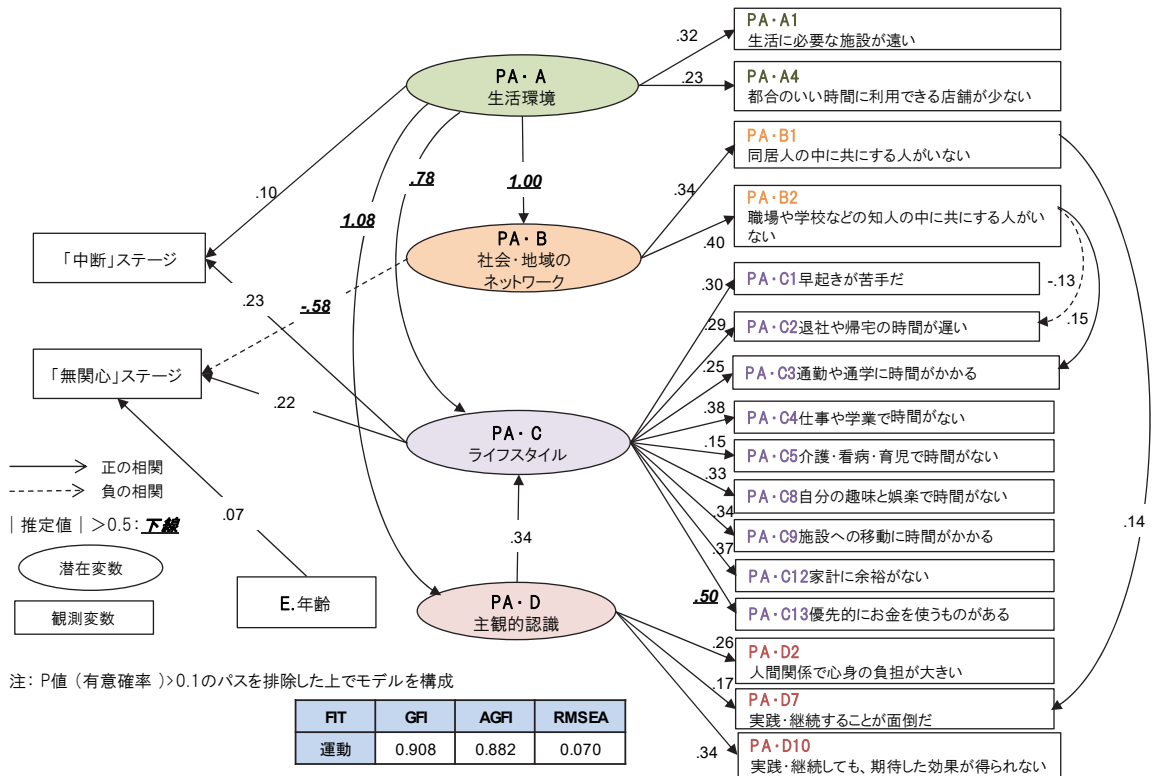 PA・A1
生活に必要な施設が遠い
.32
PA・A
生活環境
.23
PA・A4
都合のいい時間に利用できる店舗が少ない
PA・B1
同居人の中に共にする人がいない
.78
1.00
.10
.34
1.08
PA・B2
職場や学校などの知人の中に共にする人がい
ない
「中断」ステージ
PA・B
社会・地域の
ネットワーク
.40
PA・C1早起きが苦手だ
.30
-.13
.23
-.58
.29
PA・C2退社や帰宅の時間が遅い
.15
「無関心」ステージ
.25
PA・C3通勤や通学に時間がかかる
.22
.38
PA・C4仕事や学業で時間がない
PA・C
ライフスタイル
.15
PA・C5介護・看病・育児で時間がない
正の相関
負の相関
.33
PA・C8自分の趣味と娯楽で時間がない
|推定値|>0.5:下線
.07
.34
PA・C9施設への移動に時間がかかる
.14
.34
.37
PA・C12家計に余裕がない
潜在変数
E.年齢
.50
PA・C13優先的にお金を使うものがある
観測変数
PA・D
主観的認識
.26
PA・D2
人間関係で心身の負担が大きい
注: P値 (有意確率 )>0.1のパスを排除した上でモデルを構成
.17
PA・D7
実践・継続することが面倒だ
FIT GFI AGFI RMSEA
運動 0.908 0.882 0.070
.34
PA・D10
実践・継続しても、期待した効果が得られない